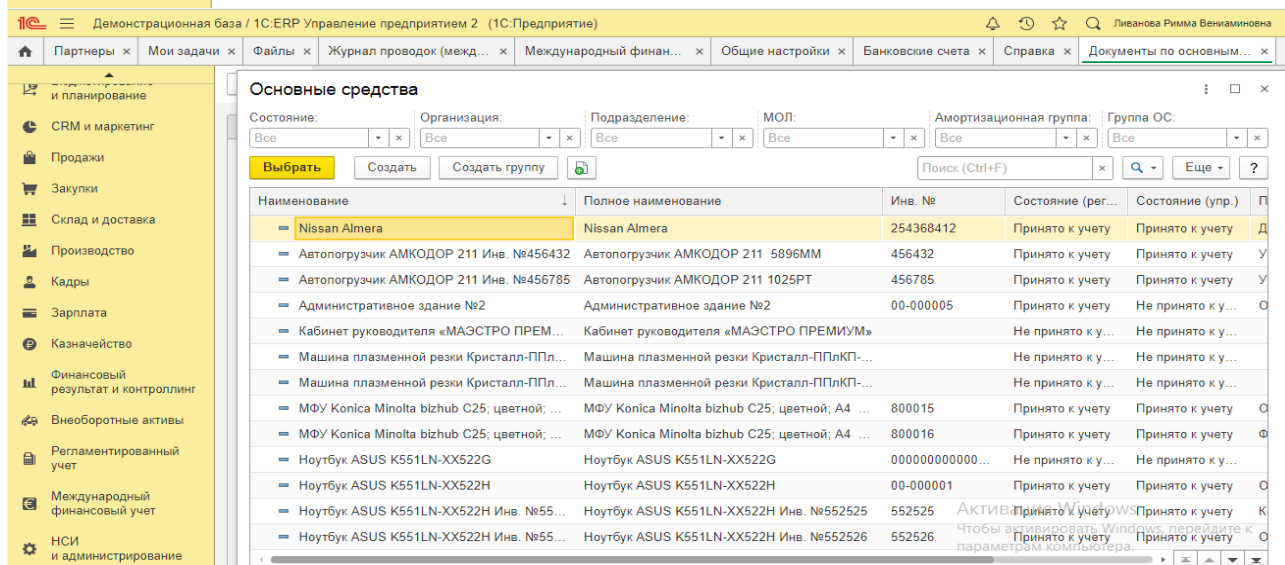 1С Демонстрационная база / 1С:ERP Управление предприятием 2 (1С:Предприятие) Ливанова Римма Вениаминовна
Партнеры × Мои задачи × Файлы × Журнал проводок (межд... × Международный финан... × Общие настройки × Банковские счета × Справка × Документы по основным... ×
и планирование
CRM и маркетинг
Продажи
Закупки
Склад и доставка
Производство
Кадры
Зарплата
Казначейство
Финансовый
результат и контроллинг
Внеоборотные активы
Регламентированный
учет
Международный
финансовый учет
НСИ
и администрирование
Основные средства
Состояние: Организация: Подразделение: МОЛ: Амортизационная группа: Группа ОС:
Все Все Все Все Все Все
Выбрать Создать Создать группу Поиск (Ctrl+F) × Еще ?
Наименование ↓ Полное наименование Инв. № Состояние (рег... Состояние (упр.) П
Nissan Almera Nissan Almera 254368412 Принято к учету Принято к учету Д
Автопогрузчик АМКОДОР 211 Инв. №456432 Автопогрузчик АМКОДОР 211 5896ММ 456432 Принято к учету Принято к учету У
Автопогрузчик АМКОДОР 211 Инв. №456785 Автопогрузчик АМКОДОР 211 1025РТ 456785 Принято к учету Принято к учету У
Административное здание №2 Административное здание №2 00-000005 Принято к учету Не принято к у... О
Кабинет руководителя «МАЭСТРО ПРЕМ... Кабинет руководителя «МАЭСТРО ПРЕМИУМ» Не принято к у... Не принято к у...
Машина плазменной резки Кристалл-ППл... Машина плазменной резки Кристалл-ППлКП-... Не принято к у... Не принято к у...
Машина плазменной резки Кристалл-ППл... Машина плазменной резки Кристалл-ППлКП-... Не принято к у... Не принято к у...
МФУ Konica Minolta bizhub C25; цветной; ... МФУ Konica Minolta bizhub C25; цветной; А4 ... 800015 Принято к учету Принято к учету О
МФУ Konica Minolta bizhub C25; цветной; ... МФУ Konica Minolta bizhub C25; цветной; А4 ... 800016 Принято к учету Принято к учету Ф
Ноутбук ASUS K551LN-XX522G Ноутбук ASUS K551LN-XX522G 000000000000... Не принято к у... Не принято к у...
Ноутбук ASUS K551LN-XX522H Ноутбук ASUS K551LN-XX522H 00-000001 Принято к учету Принято к учету О
Ноутбук ASUS K551LN-XX522H Инв. №55... Ноутбук ASUS K551LN-XX522H Инв. №552525 552525 Принято к учету Принято к учету К
Ноутбук ASUS K551LN-XX522H Инв. №55... Ноутбук ASUS K551LN-XX522H Инв. №552526 552526 Принято к учету Принято к учету О
Активация Windows
Чтобы активировать Windows, перейдите к
параметрам компьютера.